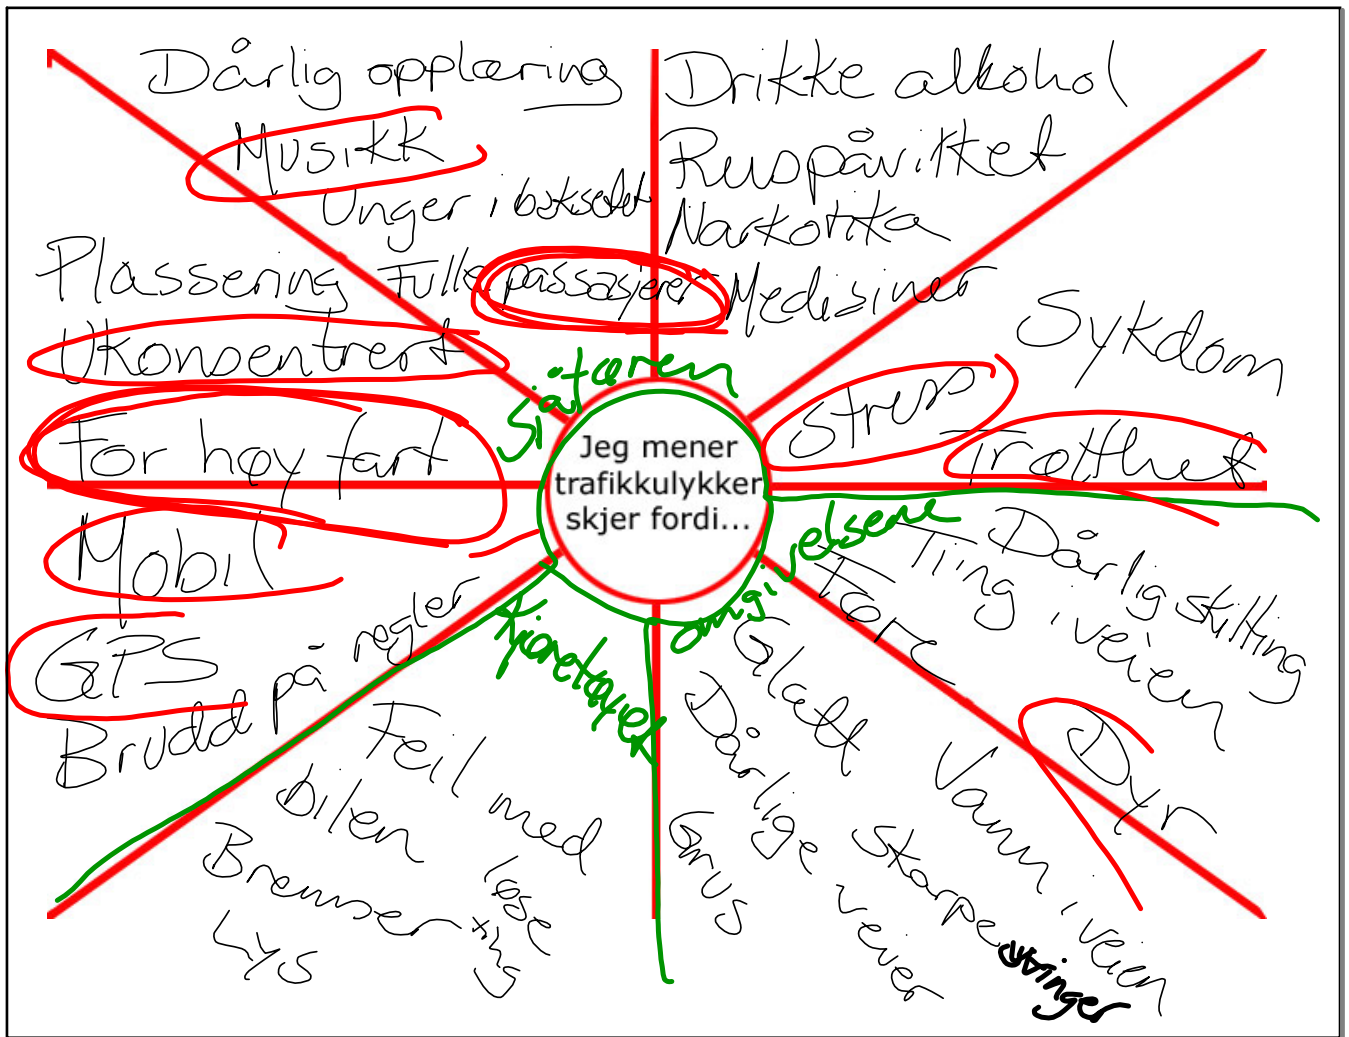 Dårlig opplæring
Musikk
Unger i baksetet
Plassering
Fulle passasjerer
Ukonsentrert
For høy fart
Mobil
GPS
Brudd på regler
Drikke alkohol
Ruspåvirket
Narkotika
Medisiner
Sykdom
Stress
Trøtthet
sjåføren
Jeg mener
trafikkulykker
skjer fordi...
omgivelsene
Kjøretøyet
Dårlig skilting
Ting i veien
Føre
Dyr
Glatt
Vann i veien
Skarpe svinger
Dårlige veier
Grus
Feil med
bilen
Bremser
Lys
løse
ting